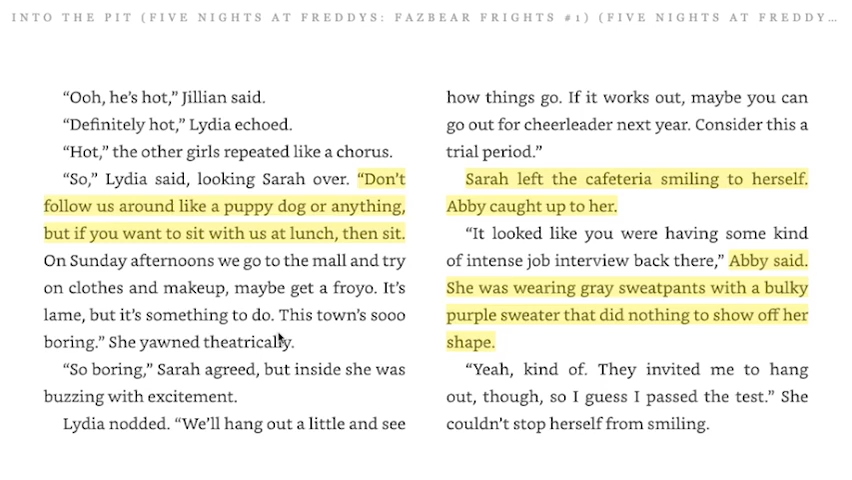 INTO THE PIT (FIVE NIGHTS AT FREDDYS: FAZBEAR FRIGHTS #1) (FIVE NIGHTS AT FREDDY...
“Ooh, he’s hot,” Jillian said.
“Definitely hot,” Lydia echoed.
“Hot,” the other girls repeated like a chorus.
“So,” Lydia said, looking Sarah over. “Don’t
follow us around like a puppy dog or anything,
but if you want to sit with us at lunch, then sit.
On Sunday afternoons we go to the mall and try
on clothes and makeup, maybe get a froyo. It’s
lame, but it’s something to do. This town’s sooo
boring.” She yawned theatrically.
“So boring,” Sarah agreed, but inside she was
buzzing with excitement.
Lydia nodded. “We’ll hang out a little and see
how things go. If it works out, maybe you can
go out for cheerleader next year. Consider this a
trial period.”
Sarah left the cafeteria smiling to herself.
Abby caught up to her.
“It looked like you were having some kind
of intense job interview back there,” Abby said.
She was wearing gray sweatpants with a bulky
purple sweater that did nothing to show off her
shape.
“Yeah, kind of. They invited me to hang
out, though, so I guess I passed the test.” She
couldn’t stop herself from smiling.